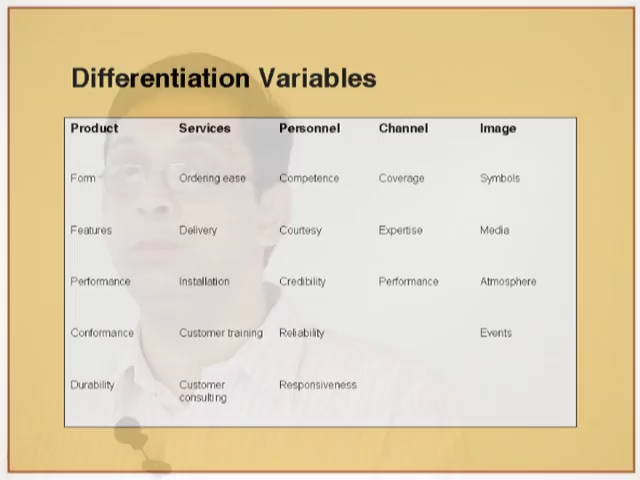 Differentiation Variables
Product Services Personnel Channel Image
Form Ordering ease Competence Coverage Symbols
Features Delivery Courtesy Expertise Media
Performance Installation Credibility Performance Atmosphere
Conformance Customer training Reliability Events
Durability Customer consulting Responsiveness